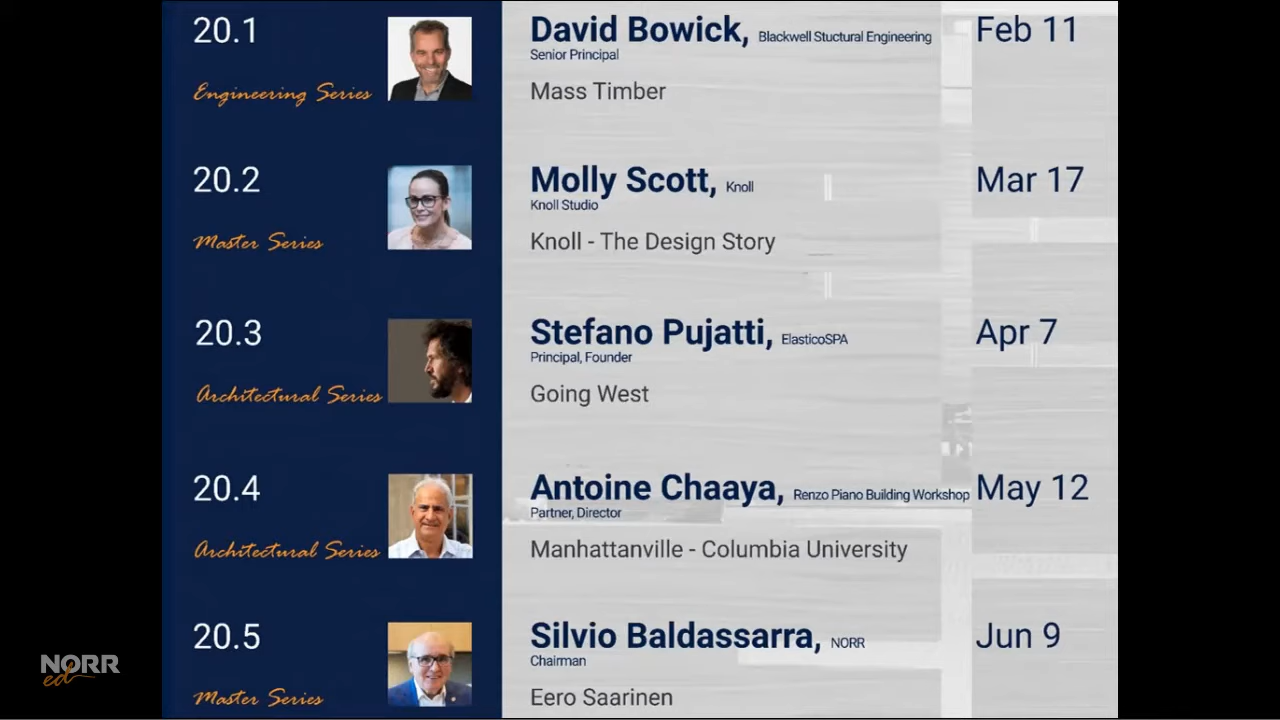 20.1
Engineering Series
David Bowick, Blackwell Stuctural Engineering
Senior Principal
Mass Timber
Feb 11
20.2
Master Series
Molly Scott, Knoll
Knoll Studio
Knoll - The Design Story
Mar 17
20.3
Architectural Series
Stefano Pujatti, ElasticoSPA
Principal, Founder
Going West
Apr 7
20.4
Architectural Series
Antoine Chaaya, Renzo Piano Building Workshop
Partner, Director
Manhattanville - Columbia University
May 12
20.5
Master Series
Silvio Baldassarra, NORR
Chairman
Eero Saarinen
Jun 9
NORR
ed